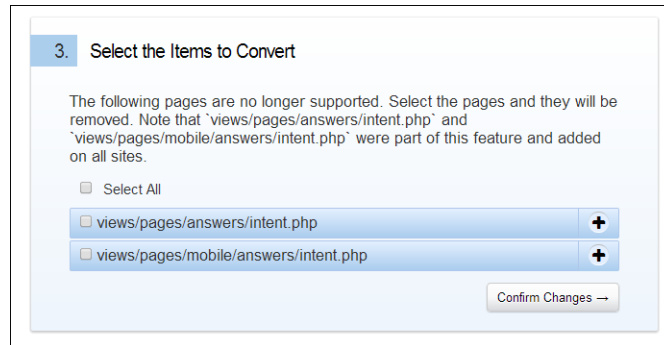 3. Select the Items to Convert
The following pages are no longer supported. Select the pages and they will be
removed. Note that `views/pages/answers/intent.php` and
`views/pages/mobile/answers/intent.php` were part of this feature and added
on all sites.
Select All
views/pages/answers/intent.php
views/pages/mobile/answers/intent.php
Confirm Changes →